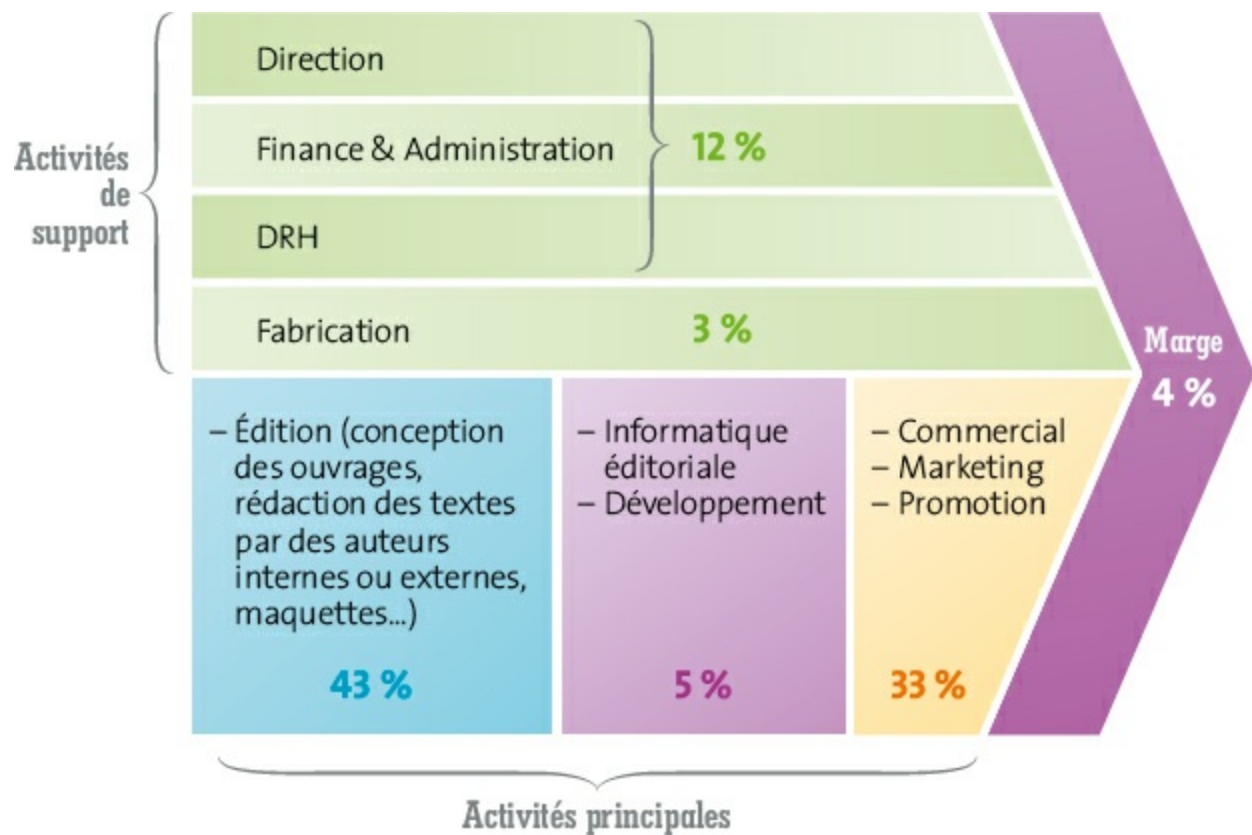 Activités
de
support
Direction
Finance & Administration
12 %
DRH
Fabrication
3 %
Marge
4 %
– Édition (conception
des ouvrages,
rédaction des textes
par des auteurs
internes ou externes,
maquettes...)
43 %
– Informatique
éditoriale
– Développement
5 %
– Commercial
– Marketing
– Promotion
33 %
Activités principales